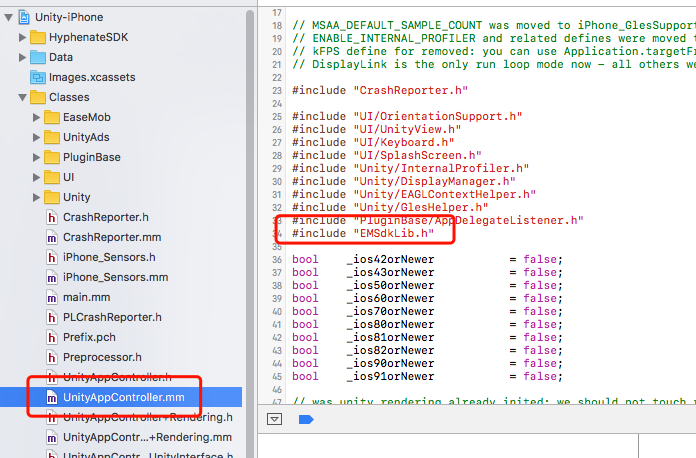 Unity-iPhone
HyphenateSDK
Data
Images.xcassets
Classes
EaseMob
UnityAds
PluginBase
UI
Unity
CrashReporter.h
CrashReporter.mm
iPhone_Sensors.h
iPhone_Sensors.mm
main.mm
PLCrashReporter.h
Prefix.pch
Preprocessor.h
UnityAppController.h
UnityAppController.mm
UnityAppController+Rendering.h
UnityAppContr...+Rendering.mm
UnityAppContr...UnityInterface.h
17
18 // MSAA_DEFAULT_SAMPLE_COUNT was moved to iPhone_GlesSupport
19 // ENABLE_INTERNAL_PROFILER and related defines were moved t
20 // kFPS define for removed: you can use Application.targetFr
21 // DisplayLink is the only run loop mode now - all others we
22
23 #include "CrashReporter.h"
24
25 #include "UI/OrientationSupport.h"
26 #include "UI/UnityView.h"
27 #include "UI/Keyboard.h"
28 #include "UI/SplashScreen.h"
29 #include "Unity/InternalProfiler.h"
30 #include "Unity/DisplayManager.h"
31 #include "Unity/EAGLContextHelper.h"
32 #include "Unity/GlesHelper.h"
33 #include "PluginBase/AppDelegateListener.h"
34 #include "EMSdkLib.h"
35
36 bool _ios42orNewer = false;
37 bool _ios43orNewer = false;
38 bool _ios50orNewer = false;
39 bool _ios60orNewer = false;
40 bool _ios70orNewer = false;
41 bool _ios80orNewer = false;
42 bool _ios81orNewer = false;
43 bool _ios82orNewer = false;
44 bool _ios90orNewer = false;
45 bool _ios91orNewer = false;
46
47 // was unity rendering already inited: we should not touch r